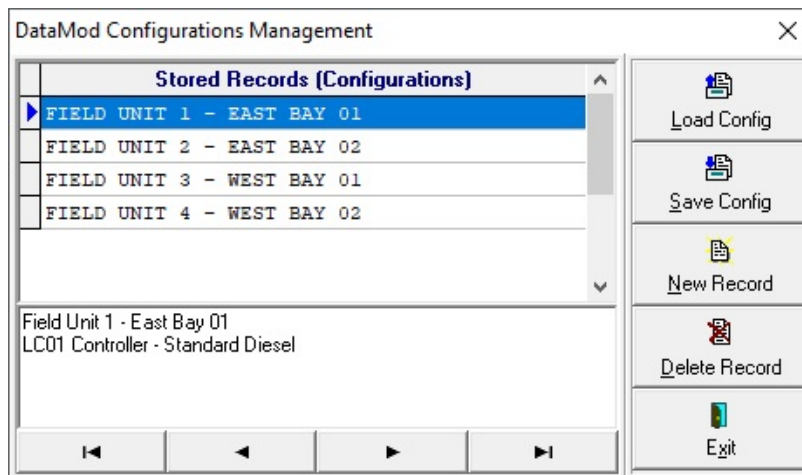 DataMod Configurations Management
Stored Records (Configurations)
FIELD UNIT 1 - EAST BAY 01
FIELD UNIT 2 - EAST BAY 02
FIELD UNIT 3 - WEST BAY 01
FIELD UNIT 4 - WEST BAY 02
Field Unit 1 - East Bay 01
LC01 Controller - Standard Diesel
Load Config
Save Config
New Record
Delete Record
Exit